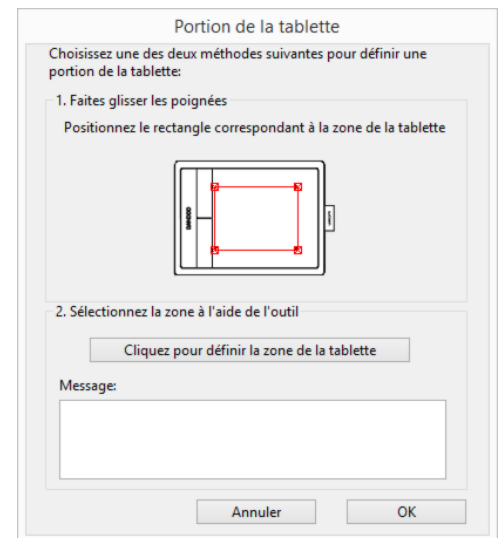 Portion de la tablette
Choisissez une des deux méthodes suivantes pour définir une
portion de la tablette:
1. Faites glisser les poignées
Positionnez le rectangle correspondant à la zone de la tablette
BAMBOO
2. Sélectionnez la zone à l'aide de l'outil
Cliquez pour définir la zone de la tablette
Message:
Annuler
OK